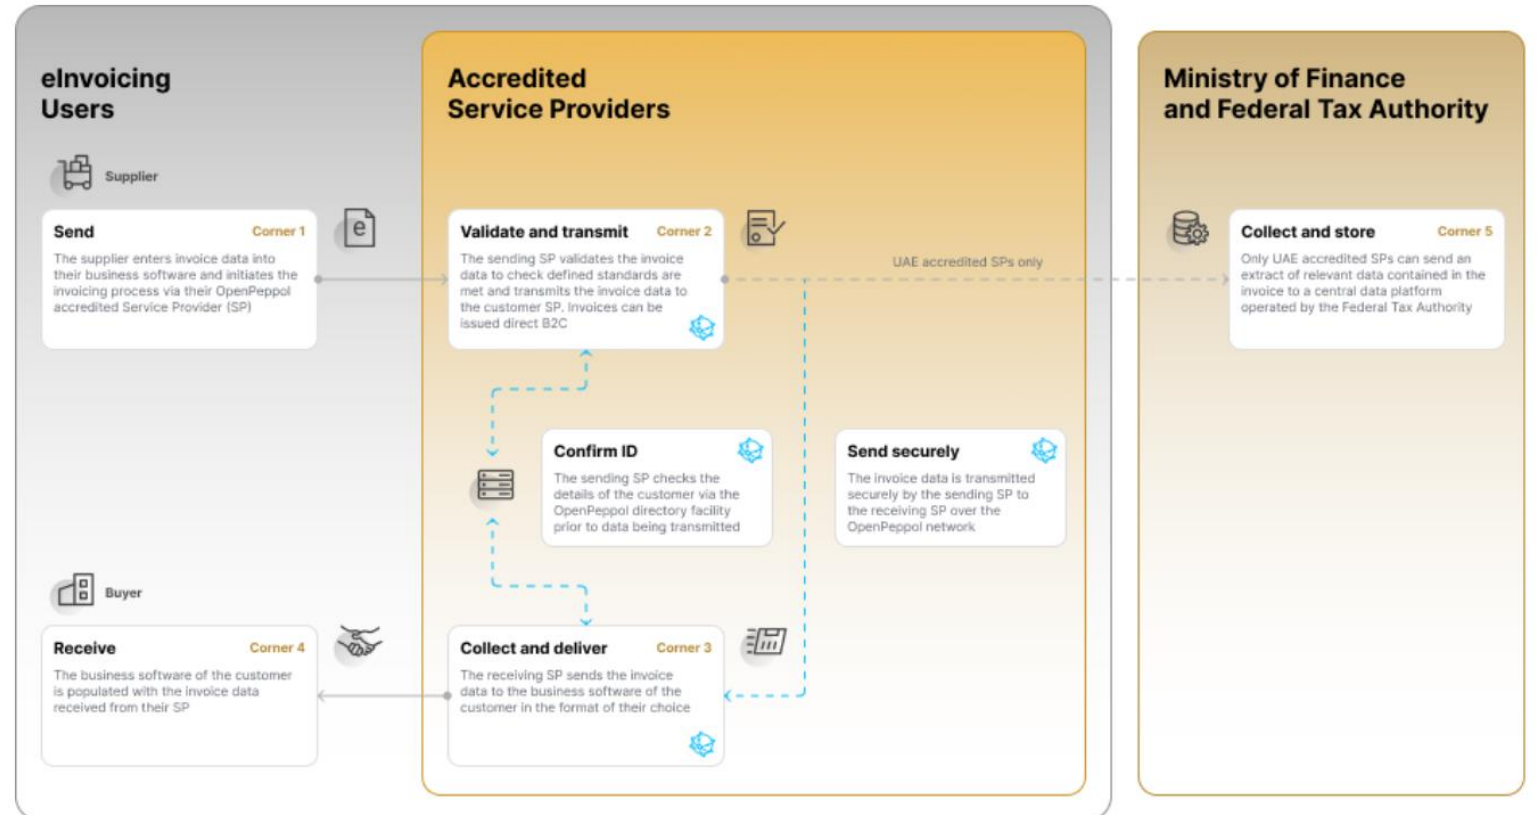 eInvoicing
Users
Accredited
Service Providers
Ministry of Finance
and Federal Tax Authority
Supplier
Send
Corner 1
The supplier enters invoice data into
their business software and initiates the
invoicing process via their OpenPeppol
accredited Service Provider (SP)
e
Validate and transmit
Corner 2
The sending SP validates the invoice
data to check defined standards are
met and transmits the invoice data to
the customer SP. Invoices can be
issued direct B2C
UAE accredited SPs only
Collect and store
Corner 5
Only UAE accredited SPs can send an
extract of relevant data contained in the
invoice to a central data platform
operated by the Federal Tax Authority
Confirm ID
The sending SP checks the
details of the customer via the
OpenPeppol directory facility
prior to data being transmitted
Send securely
The invoice data is transmitted
securely by the sending SP to
the receiving SP over the
OpenPeppol network
Buyer
Receive
Corner 4
The business software of the customer
is populated with the invoice data
received from their SP
Collect and deliver
Corner 3
The receiving SP sends the invoice
data to the business software of the
customer in the format of their choice